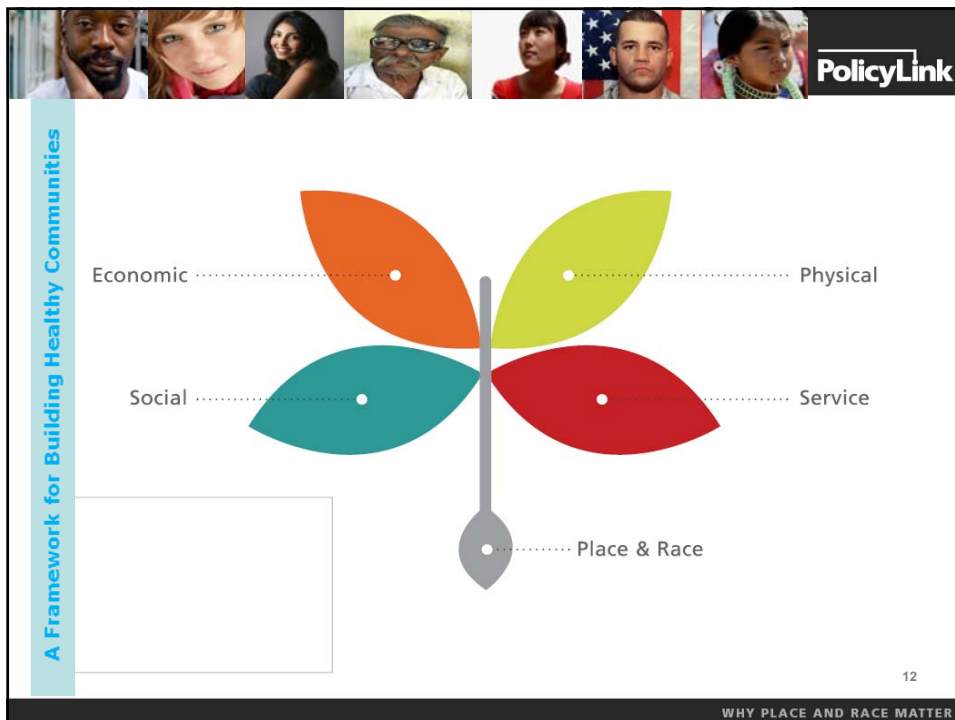 PolicyLink
A Framework for Building Healthy Communities
Economic
Physical
Social
Service
Place & Race
12
WHY PLACE AND RACE MATTER